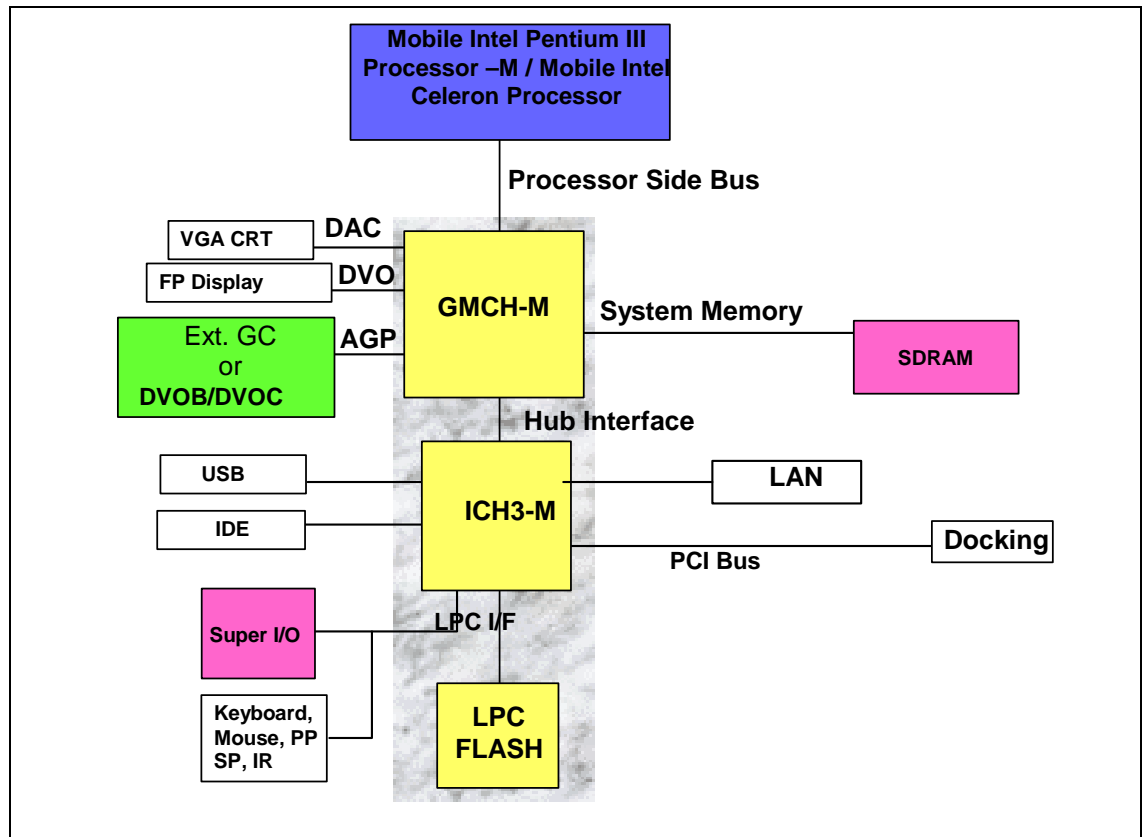 Mobile Intel Pentium III
Processor –M / Mobile Intel
Celeron Processor
Processor Side Bus
VGA CRT
DAC
FP Display
DVO
Ext. GC
or
DVOB/DVOC
AGP
GMCH-M
System Memory
SDRAM
Hub Interface
USB
IDE
ICH3-M
LAN
PCI Bus
Docking
LPC I/F
Super I/O
Keyboard,
Mouse, PP
SP, IR
LPC
FLASH